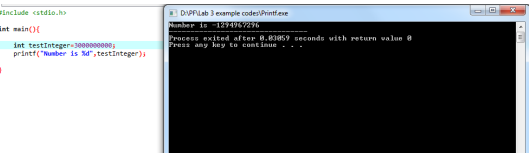 #include <stdio.h>
int main(){
int testInteger=3000000000;
printf("Number is %d",testInteger);
}
D:\PF\Lab 3 example codes\Printf.exe
Number is -1294967296
--------------------------------
Process exited after 0.03059 seconds with return value 0
Press any key to continue . . .